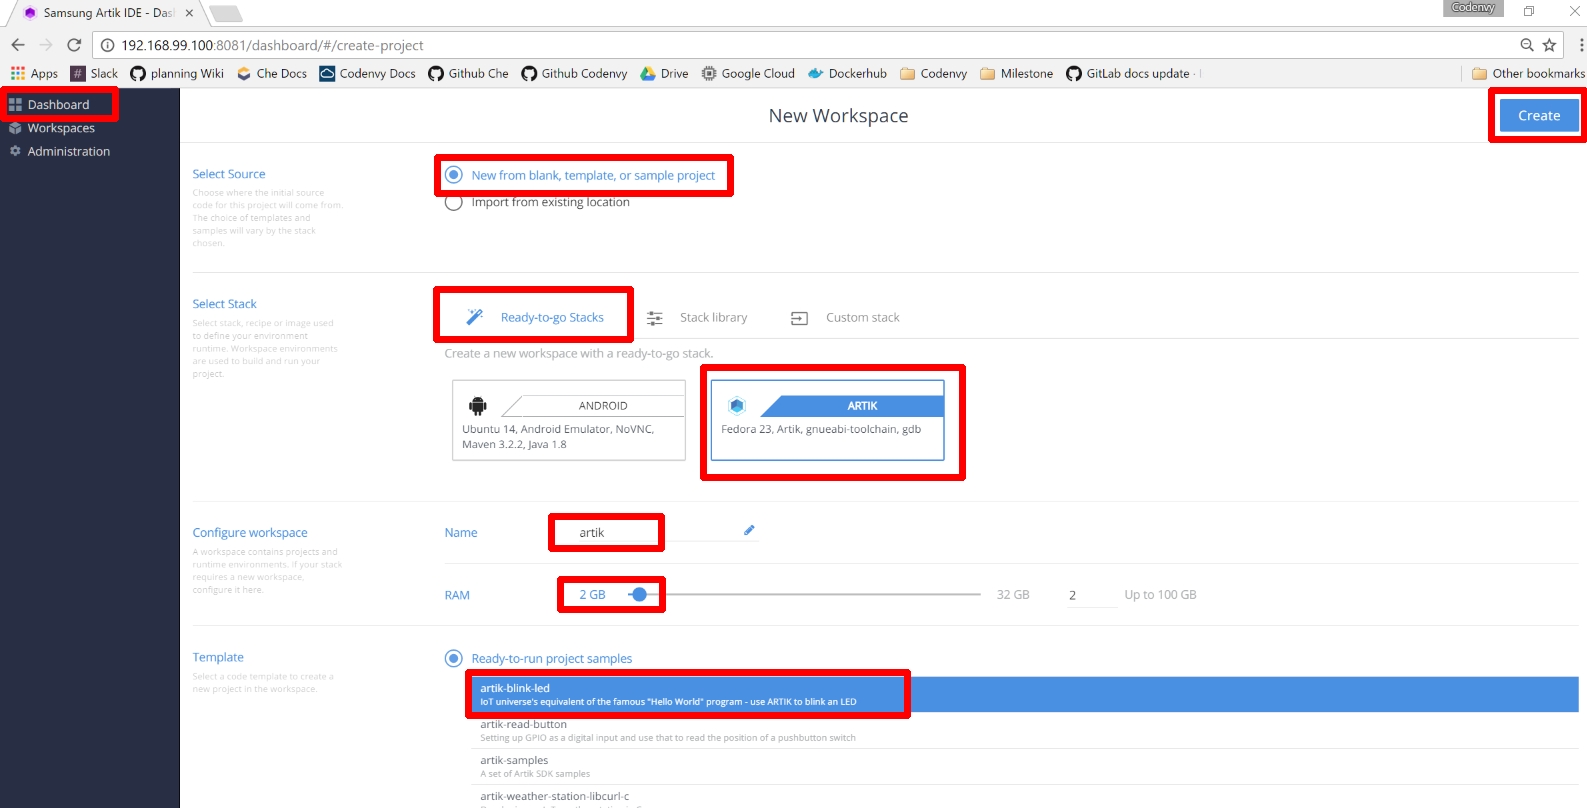 Samsung Artik IDE - Das
Codenvy
192.168.99.100:8081/dashboard/#/create-project
Apps Slack planning Wiki Che Docs Codenvy Docs Github Che Github Codenvy Drive Google Cloud Dockerhub Codenvy Milestone GitLab docs update · Other bookmarks
Dashboard
Workspaces
Administration
New Workspace
Create
Select Source
Choose where the initial source
code for this project will come from.
The choice of templates and
samples will vary by the stack
chosen.
New from blank, template, or sample project
Import from existing location
Select Stack
Select stack, recipe or image used
to define your environment
runtime. Workspace environments
are used to build and run your
project.
Ready-to-go Stacks Stack library Custom stack
Create a new workspace with a ready-to-go stack.
ANDROID
Ubuntu 14, Android Emulator, NoVNC,
Maven 3.2.2, Java 1.8
ARTIK
Fedora 23, Artik, gnueabi-toolchain, gdb
Configure workspace
A workspace contains projects and
runtime environments. If your stack
requires a new workspace,
configure it here.
Name artik
RAM 2 GB 32 GB 2 Up to 100 GB
Template
Select a code template to create a
new project in the workspace.
Ready-to-run project samples
artik-blink-led
IoT universe's equivalent of the famous "Hello World" program - use ARTIK to blink an LED
artik-read-button
Setting up GPIO as a digital input and use that to read the position of a pushbutton switch
artik-samples
A set of Artik SDK samples
artik-weather-station-libcurl-c